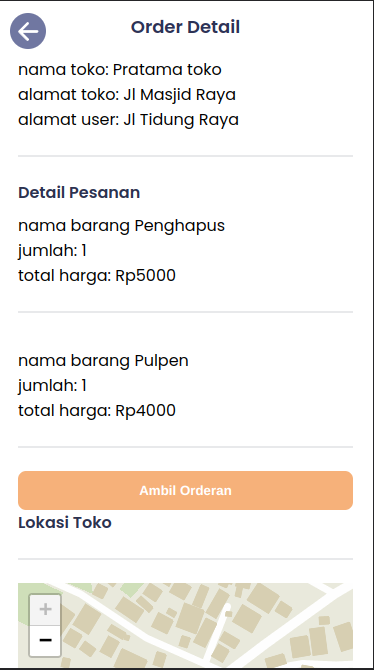 Order Detail
nama toko: Pratama toko
alamat toko: Jl Masjid Raya
alamat user: Jl Tidung Raya
Detail Pesanan
nama barang Penghapus
jumlah: 1
total harga: Rp5000
nama barang Pulpen
jumlah: 1
total harga: Rp4000
Ambil Orderan
Lokasi Toko
+
−